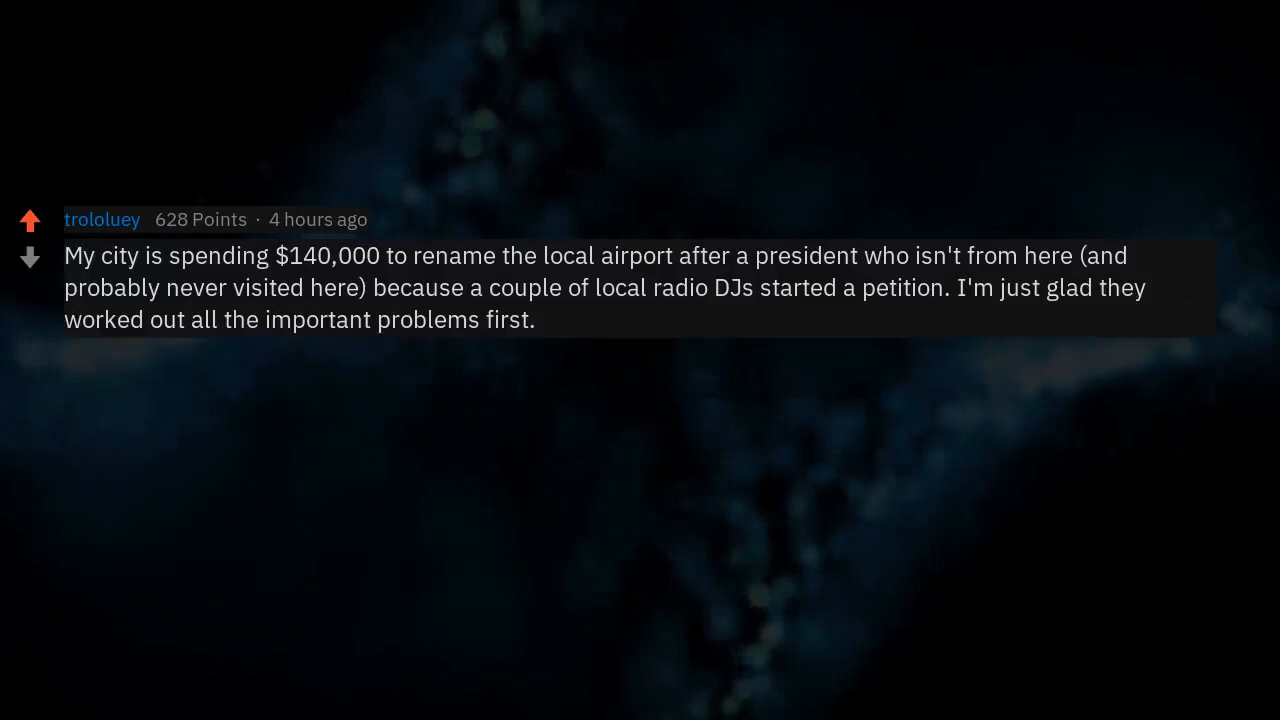 trololuey 628 Points · 4 hours ago
My city is spending $140,000 to rename the local airport after a president who isn't from here (and
probably never visited here) because a couple of local radio DJs started a petition. I'm just glad they
worked out all the important problems first.